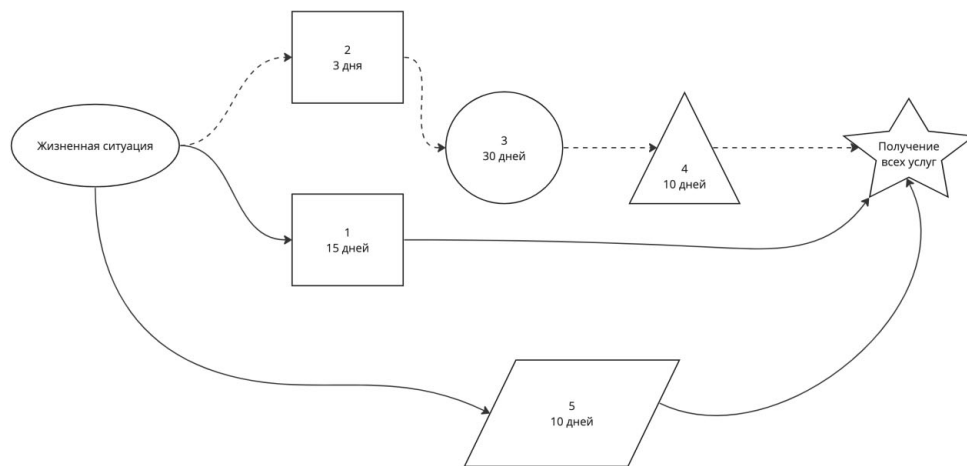 2
3 дня
Жизненная ситуация
3
30 дней
4
10 дней
Получение
всех услуг
1
15 дней
5
10 дней